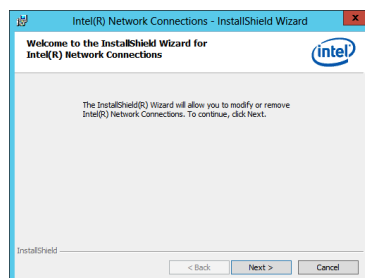 Intel(R) Network Connections - InstallShield Wizard
x
Welcome to the InstallShield Wizard for
Intel(R) Network Connections
intel
The InstallShield(R) Wizard will allow you to modify or remove
Intel(R) Network Connections. To continue, click Next.
InstallShield
< Back
Next >
Cancel